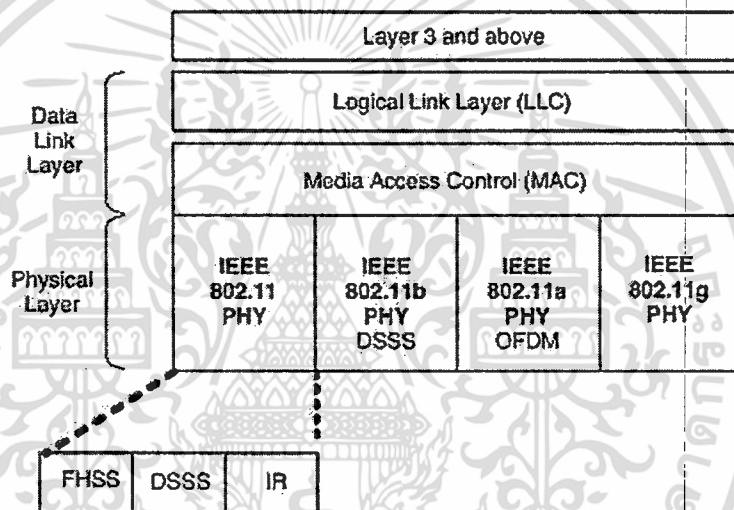 Layer 3 and above
Data
Link
Layer
Logical Link Layer (LLC)
Media Access Control (MAC)
Physical
Layer
IEEE
802.11
PHY
IEEE
802.11b
PHY
DSSS
IEEE
802.11a
PHY
OFDM
IEEE
802.11g
PHY
FHSS
DSSS
IR